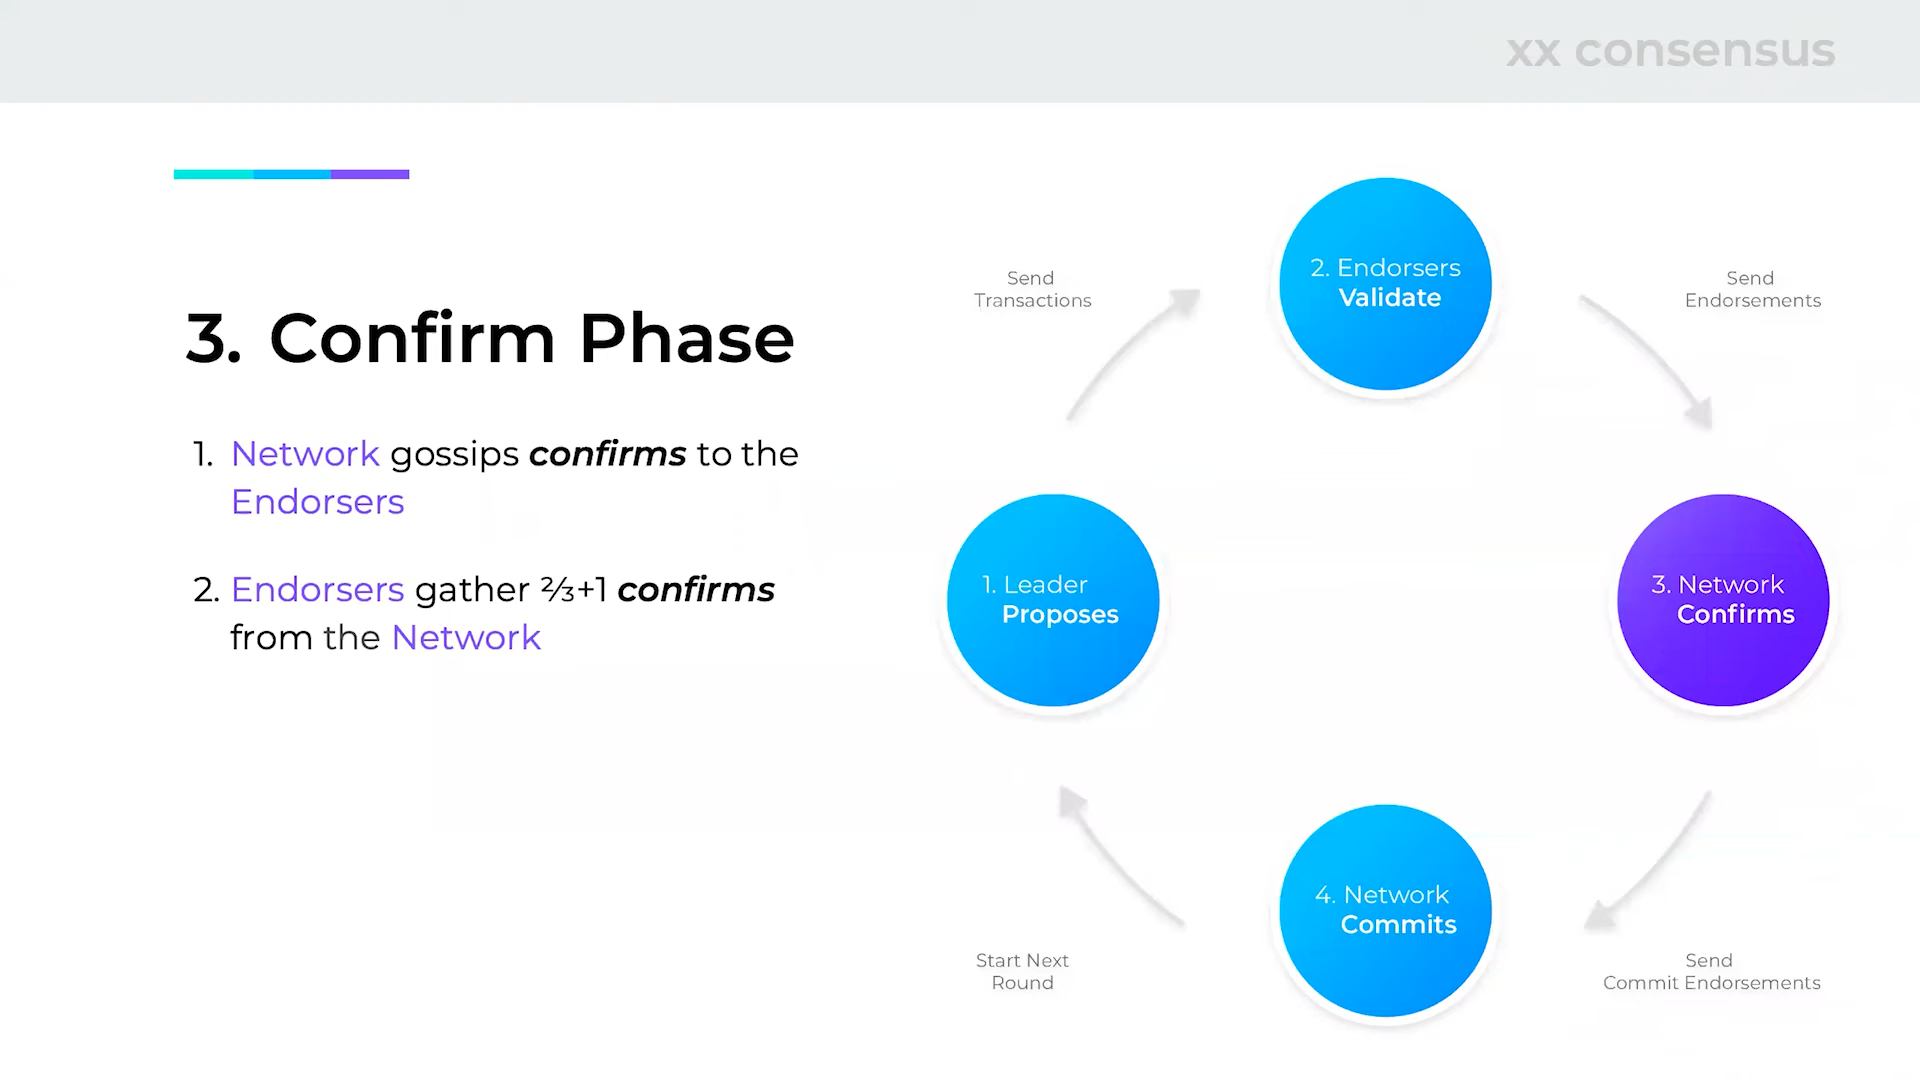 xx consensus
3. Confirm Phase
1. Network gossips confirms to the
Endorsers
2. Endorsers gather ⅔+1 confirms
from the Network
Send
Transactions
2. Endorsers
Validate
Send
Endorsements
1. Leader
Proposes
3. Network
Confirms
4. Network
Commits
Start Next
Round
Send
Commit Endorsements